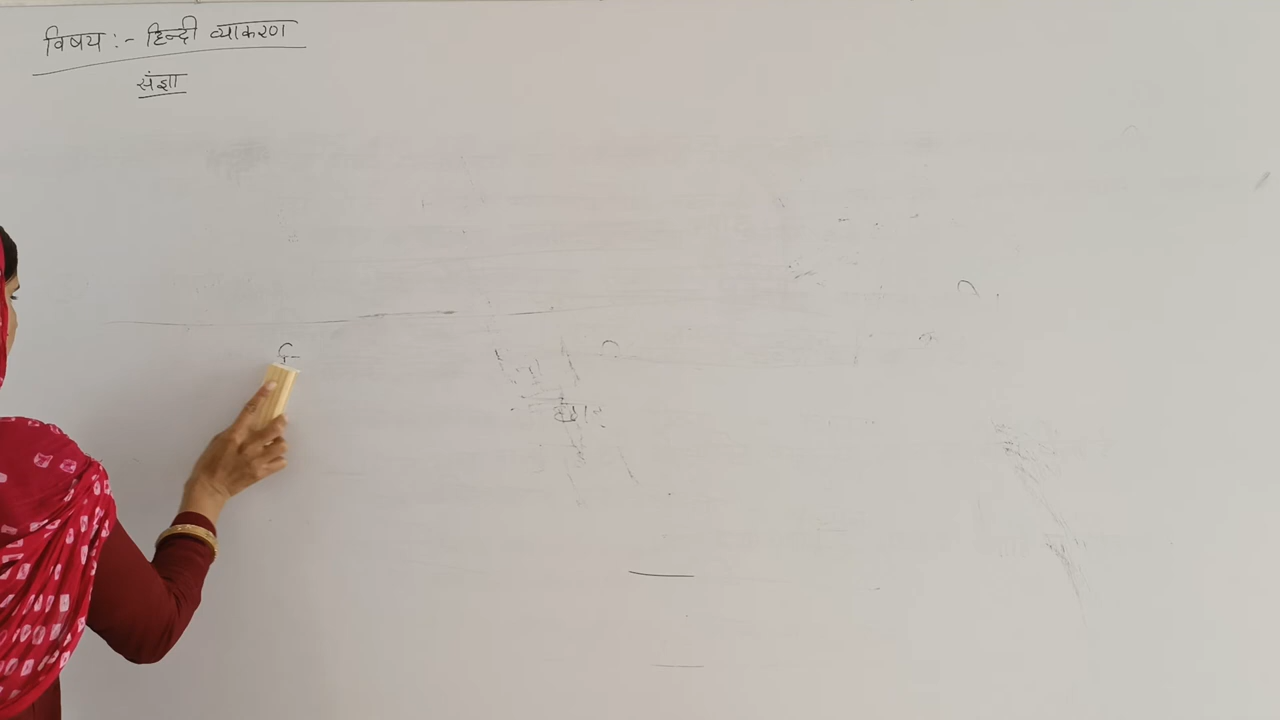 विषय :- हिन्दी व्याकरण
संज्ञा